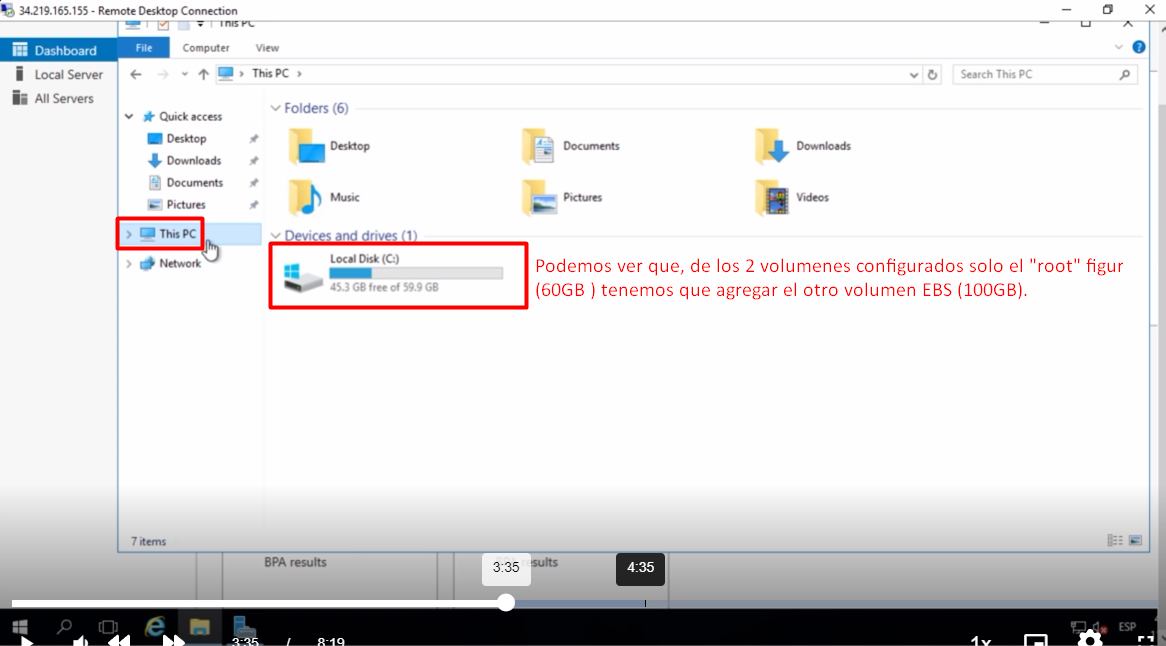 34.219.165.155 - Remote Desktop Connection
This PC
Dashboard
Local Server
All Servers
File Computer View
This PC
Search This PC
Quick access
Desktop
Downloads
Documents
Pictures
This PC
Network
Folders (6)
Desktop
Documents
Downloads
Music
Pictures
Videos
Devices and drives (1)
Local Disk (C:)
45.3 GB free of 59.9 GB
Podemos ver que, de los 2 volumenes configurados solo el "root" figur
(60GB ) tenemos que agregar el otro volumen EBS (100GB).
7 items
BPA results
results
3:35
4:35
ESP
3:35 / 8:19
1x